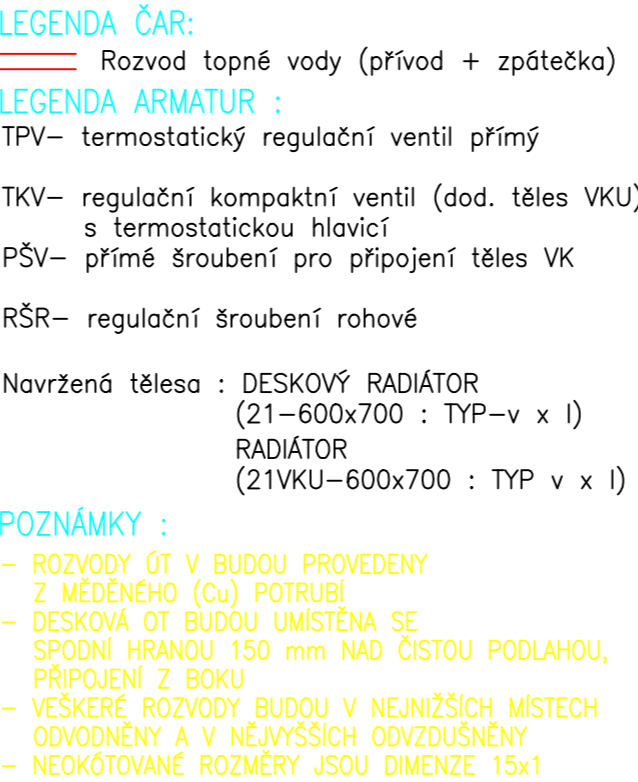 LEGENDA ČAR:
Rozvod topné vody (přívod + zpátečka)
LEGENDA ARMATUR :
TPV– termostatický regulační ventil přímý
TKV– regulační kompaktní ventil (dod. těles VKU)
s termostatickou hlavicí
PŠV– přímé šroubení pro připojení těles VK
RŠR– regulační šroubení rohové
Navržená tělesa : DESKOVÝ RADIÁTOR
(21–600x700 : TYP–v x l)
RADIÁTOR
(21VKU–600x700 : TYP v x l)
POZNÁMKY :
– ROZVODY ÚT V BUDOU PROVEDENY
Z MĚDĚNÉHO (Cu) POTRUBÍ
– DESKOVÁ OT BUDOU UMÍSTĚNA SE
SPODNÍ HRANOU 150 mm NAD ČISTOU PODLAHOU,
PŘIPOJENÍ Z BOKU
– VEŠKERÉ ROZVODY BUDOU V NEJNIŽŠÍCH MÍSTECH
ODVODNĚNY A V NĚJVYŠŠÍCH ODVZDUŠNĚNY
– NEOKÓTOVANÉ ROZMĚRY JSOU DIMENZE 15x1